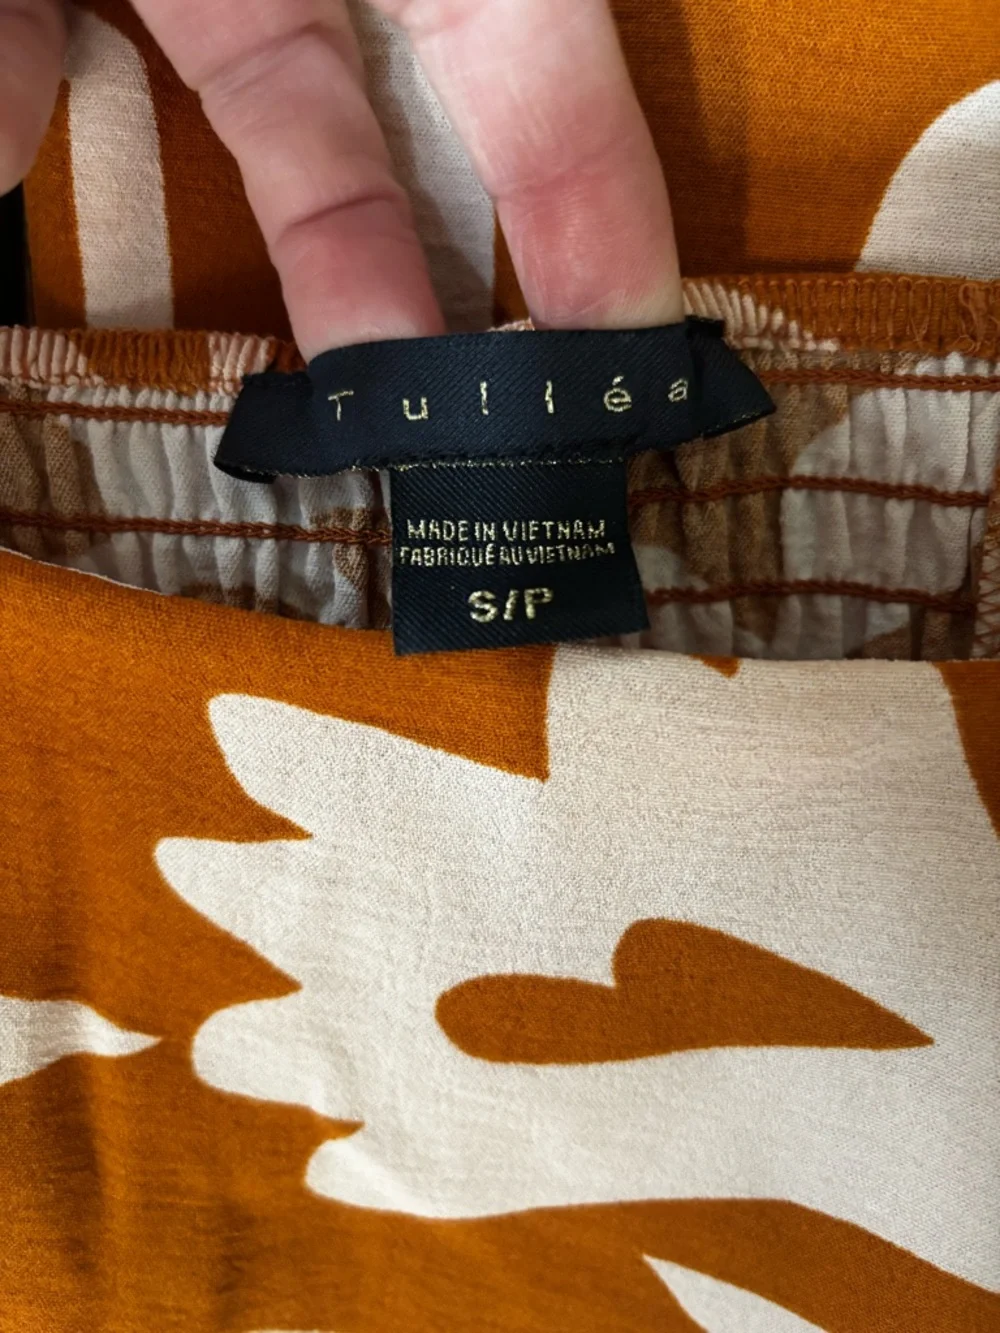 Tulléa
MADE IN VIETNAM
FABRIQUÉ AU VIETNAM
S/P